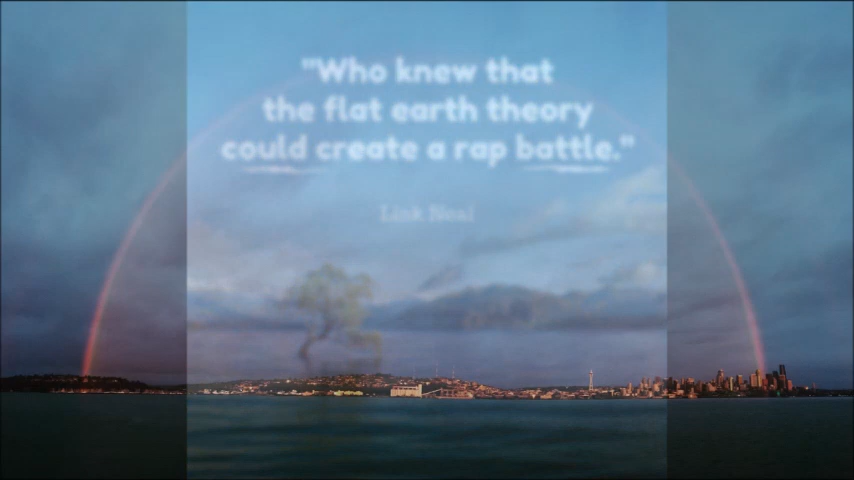 "Who knew that
the flat earth theory
could create a rap battle."
Link Neal